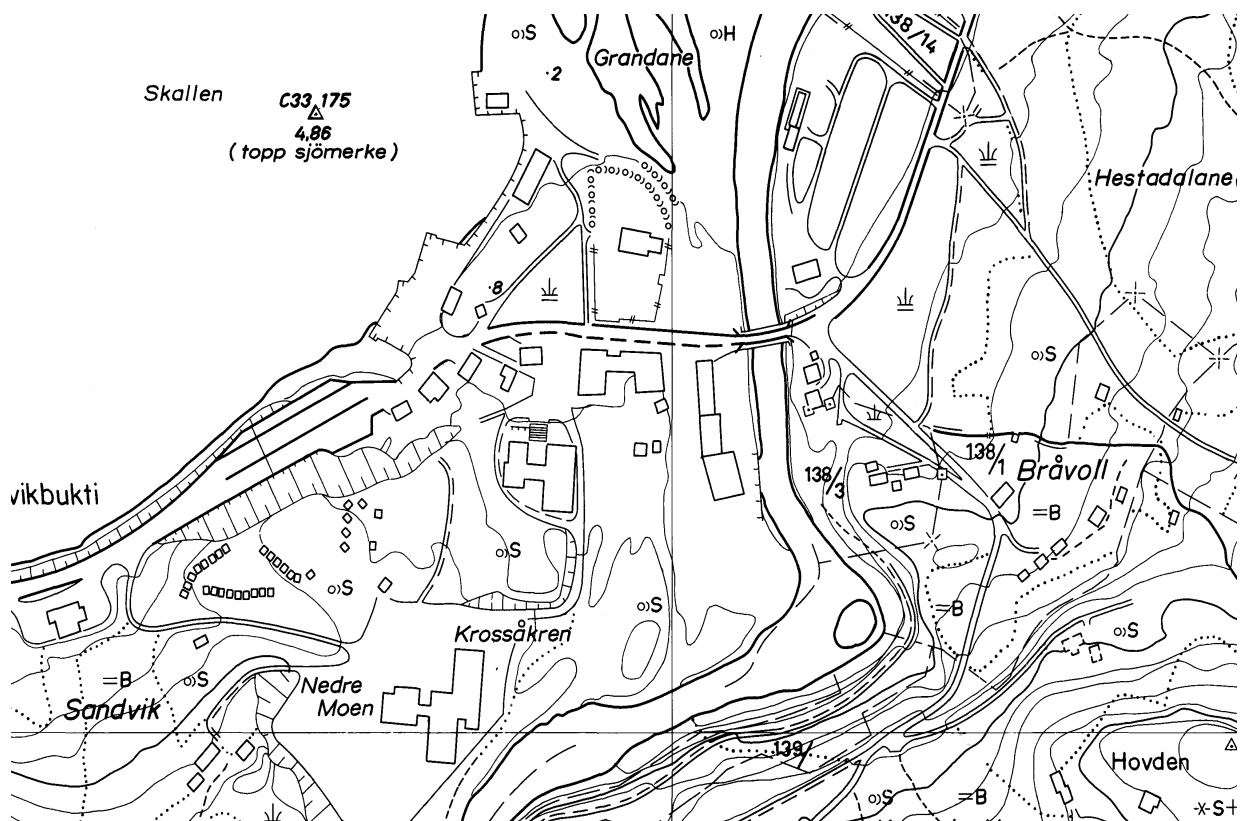 138/14
o)S
o)H
Grandane
·2
Skallen
C33 175
4,86
(topp sjömerke)
Hestadalane
·8
o)S
138/1
Bråvoll
138/3
vikbukti
=B
o)S
o)S
o)S
o)S
=B
o)S
Krossåkren
=B
o)S
Nedre
Moen
Sandvik
139/
Hovden
o)S
=B
-x-S+